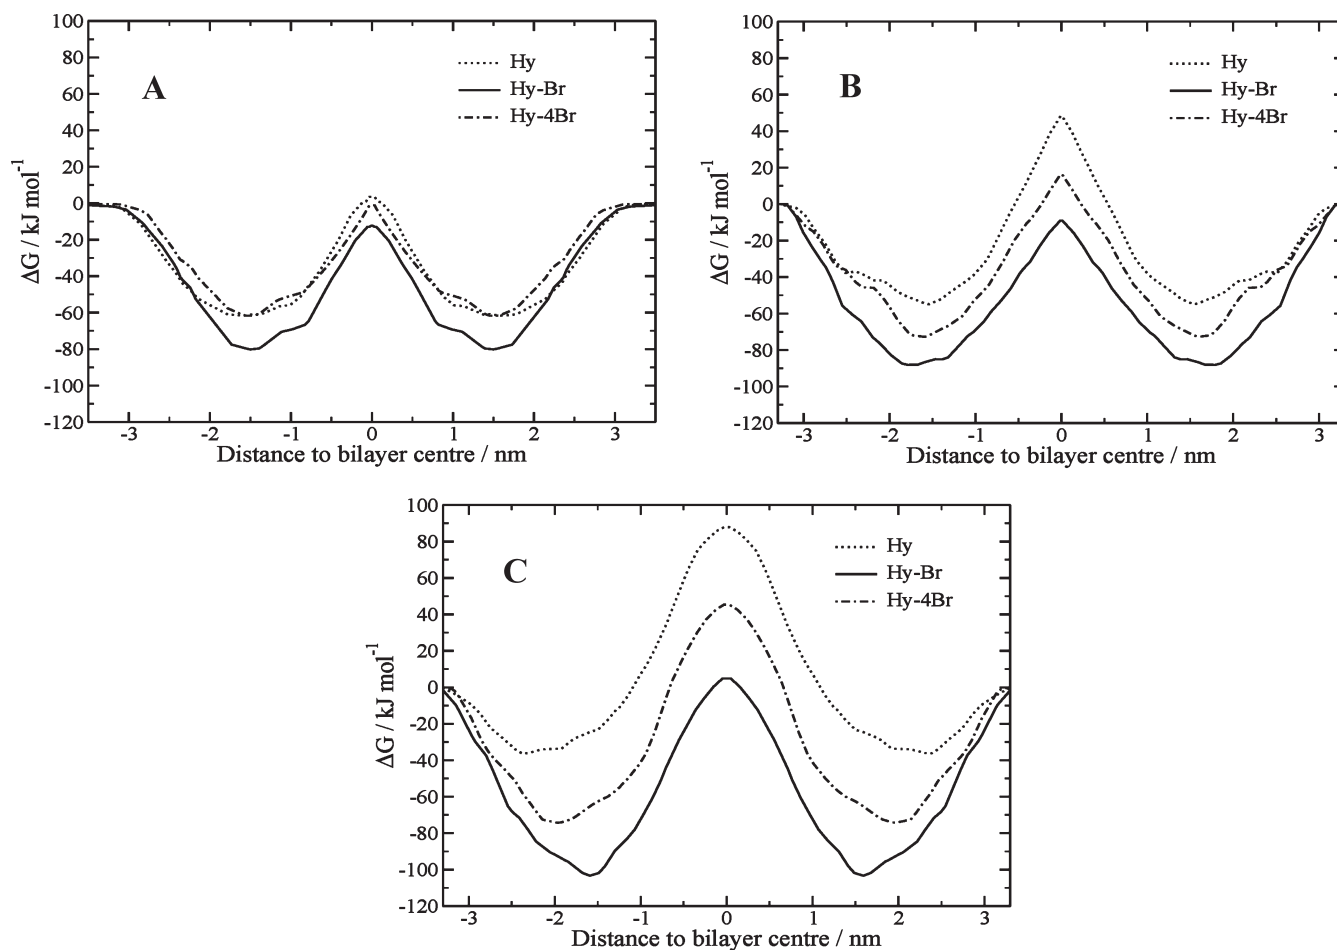 A
Hy
Hy-Br
Hy-4Br
100
80
60
40
20
0
-20
-40
-60
-80
-100
-120
ΔG / kJ mol⁻¹
-3 -2 -1 0 1 2 3
Distance to bilayer centre / nm
B
Hy
Hy-Br
Hy-4Br
100
80
60
40
20
0
-20
-40
-60
-80
-100
-120
ΔG / kJ mol⁻¹
-3 -2 -1 0 1 2 3
Distance to bilayer centre / nm
C
Hy
Hy-Br
Hy-4Br
100
80
60
40
20
0
-20
-40
-60
-80
-100
-120
ΔG / kJ mol⁻¹
-3 -2 -1 0 1 2 3
Distance to bilayer centre / nm